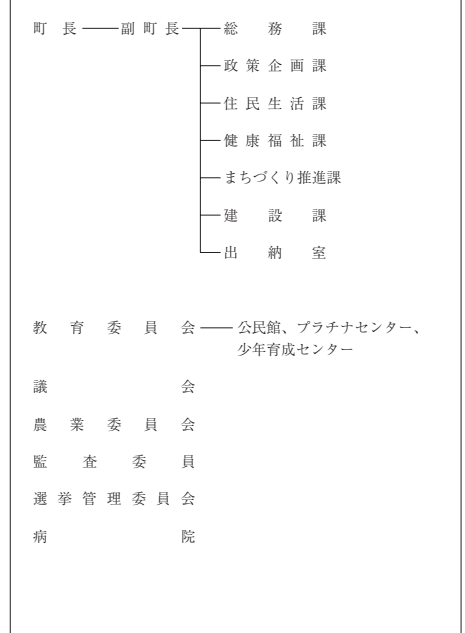 町長 副町長 総務課
政策企画課
住民生活課
健康福祉課
まちづくり推進課
建設課
出納室
教育委員会 公民館、プラチナセンター、
少年育成センター
議会
農業委員会
監査委員
選挙管理委員会
病院